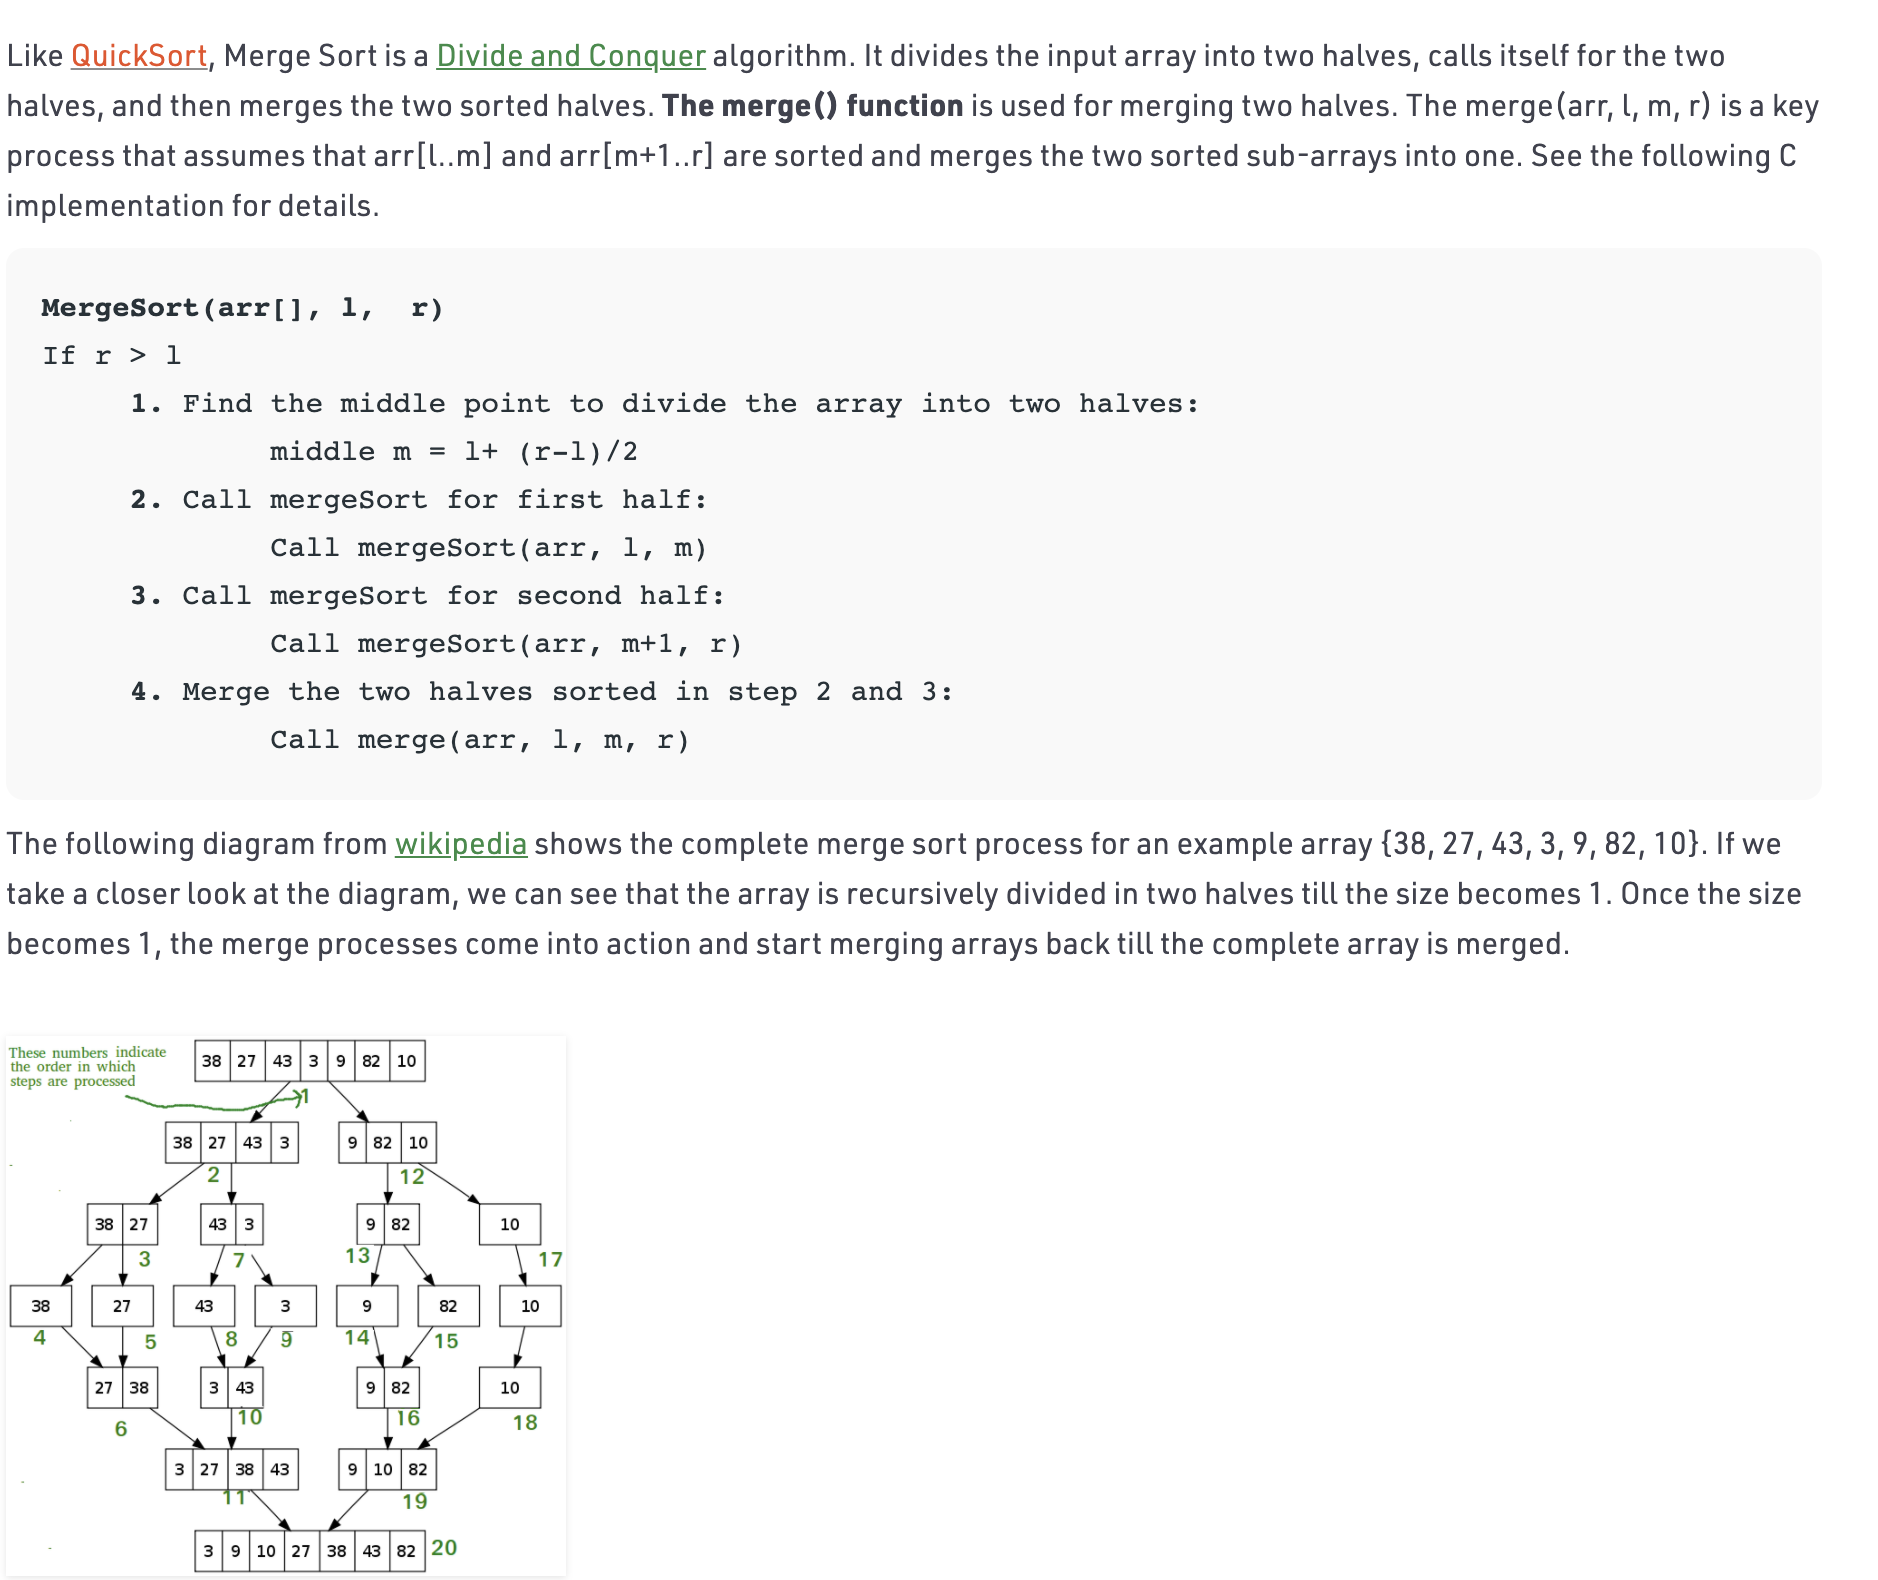 Like QuickSort, Merge Sort is a Divide and Conquer algorithm. It divides the input array into two halves, calls itself for the two
halves, and then merges the two sorted halves. The merge() function is used for merging two halves. The merge(arr, l, m, r) is a key
process that assumes that arr[l..m] and arr[m+1..r] are sorted and merges the two sorted sub-arrays into one. See the following C
implementation for details.
MergeSort(arr[], l,  r)
If r > l
1. Find the middle point to divide the array into two halves:
middle m = l+ (r-l)/2
2. Call mergeSort for first half:
Call mergeSort(arr, l, m)
3. Call mergeSort for second half:
Call mergeSort(arr, m+1, r)
4. Merge the two halves sorted in step 2 and 3:
Call merge(arr, l, m, r)
The following diagram from wikipedia shows the complete merge sort process for an example array {38, 27, 43, 3, 9, 82, 10}. If we
take a closer look at the diagram, we can see that the array is recursively divided in two halves till the size becomes 1. Once the size
becomes 1, the merge processes come into action and start merging arrays back till the complete array is merged.
These numbers indicate
the order in which
steps are processed
38 27 43 3 9 82 10
1
38 27 43 3 9 82 10
2 12
38 27 43 3 9 82 10
3 7 13 17
38 27 43 3 9 82 10
4 5 8 9 14 15
27 38 3 43 9 82 10
6 10 16 18
3 27 38 43 9 10 82
11 19
3 9 10 27 38 43 82 20